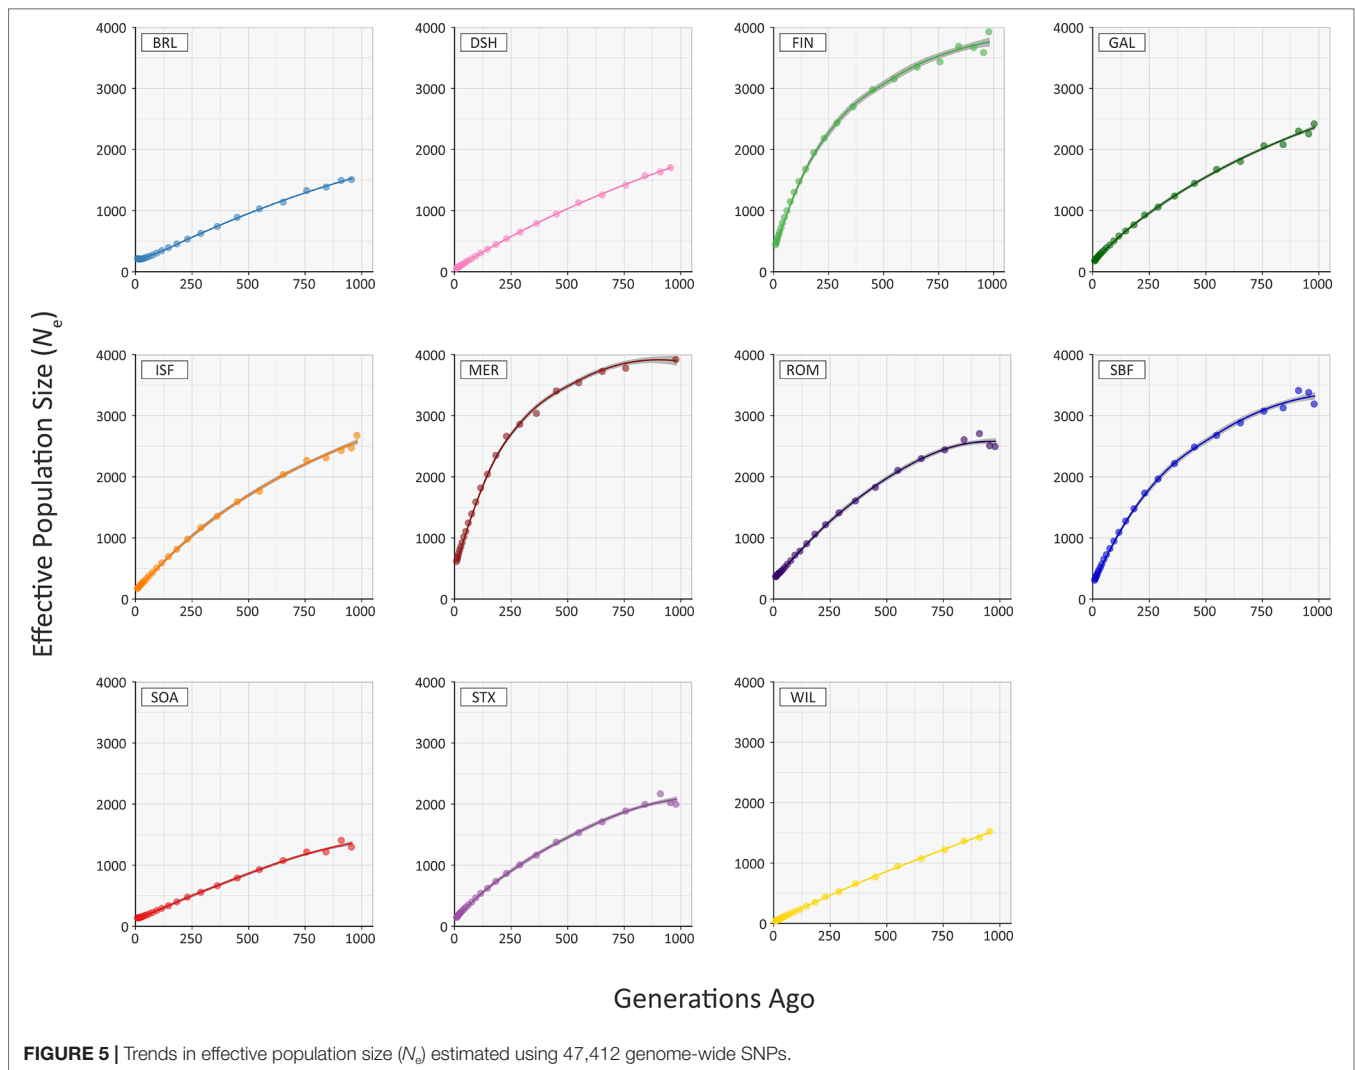 4000 BRL
3000
2000
1000
0
0 250 500 750 1000
4000 DSH
3000
2000
1000
0
0 250 500 750 1000
4000 FIN
3000
2000
1000
0
0 250 500 750 1000
4000 GAL
3000
2000
1000
0
0 250 500 750 1000
Effective Population Size (Ne)
4000 ISF
3000
2000
1000
0
0 250 500 750 1000
4000 MER
3000
2000
1000
0
0 250 500 750 1000
4000 ROM
3000
2000
1000
0
0 250 500 750 1000
4000 SBF
3000
2000
1000
0
0 250 500 750 1000
4000 SOA
3000
2000
1000
0
0 250 500 750 1000
4000 STX
3000
2000
1000
0
0 250 500 750 1000
4000 WIL
3000
2000
1000
0
0 250 500 750 1000
Generations Ago
FIGURE 5 | Trends in effective population size (Ne) estimated using 47,412 genome-wide SNPs.